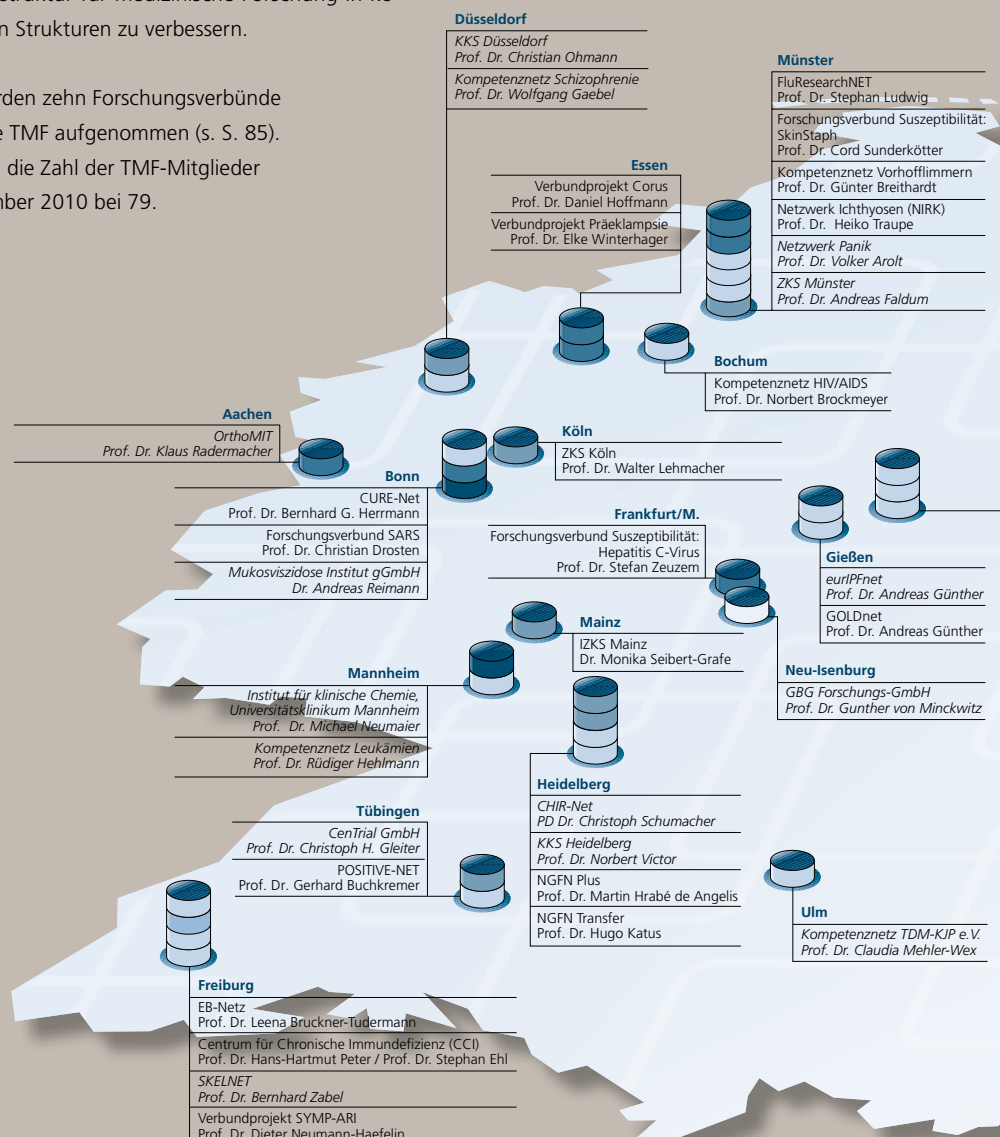 n Strukturen zu verbessern.
rden zehn Forschungsverbünde
e TMF aufgenommen (s. S. 85).
die Zahl der TMF-Mitglieder
mber 2010 bei 79.
Düsseldorf
KKS Düsseldorf
Prof. Dr. Christian Ohmann
Kompetenznetz Schizophrenie
Prof. Dr. Wolfgang Gaebel
Münster
FluResearchNET
Prof. Dr. Stephan Ludwig
Forschungsverbund Suszeptibilität:
SkinStaph
Prof. Dr. Cord Sunderkötter
Kompetenznetz Vorhofflimmern
Prof. Dr. Günter Breithardt
Netzwerk Ichthyosen (NIRK)
Prof. Dr. Heiko Traupe
Netzwerk Panik
Prof. Dr. Volker Arolt
ZKS Münster
Prof. Dr. Andreas Faldum
Essen
Verbundprojekt Corus
Prof. Dr. Daniel Hoffmann
Verbundprojekt Präeklampsie
Prof. Dr. Elke Winterhager
Bochum
Kompetenznetz HIV/AIDS
Prof. Dr. Norbert Brockmeyer
Aachen
OrthoMIT
Prof. Dr. Klaus Radermacher
Köln
ZKS Köln
Prof. Dr. Walter Lehmacher
Bonn
CURE-Net
Prof. Dr. Bernhard G. Herrmann
Forschungsverbund SARS
Prof. Dr. Christian Drosten
Mukosviszidose Institut gGmbH
Dr. Andreas Reimann
Frankfurt/M.
Forschungsverbund Suszeptibilität:
Hepatitis C-Virus
Prof. Dr. Stefan Zeuzem
Gießen
eurIPFnet
Prof. Dr. Andreas Günther
GOLDnet
Prof. Dr. Andreas Günther
Mainz
IZKS Mainz
Dr. Monika Seibert-Grafe
Neu-Isenburg
GBG Forschungs-GmbH
Prof. Dr. Gunther von Minckwitz
Mannheim
Institut für klinische Chemie,
Universitätsklinikum Mannheim
Prof. Dr. Michael Neumaier
Kompetenznetz Leukämien
Prof. Dr. Rüdiger Hehlmann
Heidelberg
CHIR-Net
PD Dr. Christoph Schumacher
KKS Heidelberg
Prof. Dr. Norbert Victor
NGFN Plus
Prof. Dr. Martin Hrabé de Angelis
NGFN Transfer
Prof. Dr. Hugo Katus
Tübingen
CenTrial GmbH
Prof. Dr. Christoph H. Gleiter
POSITIVE-NET
Prof. Dr. Gerhard Buchkremer
Ulm
Kompetenznetz TDM-KJP e.V.
Prof. Dr. Claudia Mehler-Wex
Freiburg
EB-Netz
Prof. Dr. Leena Bruckner-Tudermann
Centrum für Chronische Immundefizienz (CCI)
Prof. Dr. Hans-Hartmut Peter / Prof. Dr. Stephan Ehl
SKELNET
Prof. Dr. Bernhard Zabel
Verbundprojekt SYMP-ARI
Prof. Dr. Dieter Neumann-Haefelin